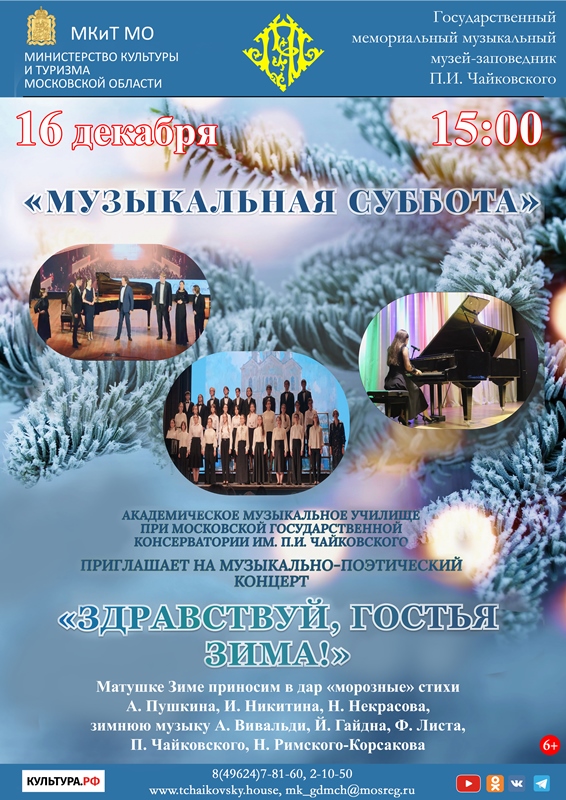 МКиТ МО
МИНИСТЕРСТВО КУЛЬТУРЫ
И ТУРИЗМА
МОСКОВСКОЙ ОБЛАСТИ
Государственный
мемориальный музыкальный
музей-заповедник
П.И. Чайковского
16 декабря 15:00
«МУЗЫКАЛЬНАЯ СУББОТА»
АКАДЕМИЧЕСКОЕ МУЗЫКАЛЬНОЕ УЧИЛИЩЕ
ПРИ МОСКОВСКОЙ ГОСУДАРСТВЕННОЙ
КОНСЕРВАТОРИИ ИМ. П.И. ЧАЙКОВСКОГО
ПРИГЛАШАЕТ НА МУЗЫКАЛЬНО-ПОЭТИЧЕСКИЙ
КОНЦЕРТ
«ЗДРАВСТВУЙ, ГОСТЬЯ
ЗИМА!»
Матушке Зиме приносим в дар «морозные» стихи
А. Пушкина, И. Никитина, Н. Некрасова,
зимнюю музыку А. Вивальди, Й. Гайдна, Ф. Листа,
П. Чайковского, Н. Римского-Корсакова
6+
КУЛЬТУРА.РФ
8(49624)7-81-60, 2-10-50
www.tchaikovsky.house, mk_gdmch@mosreg.ru